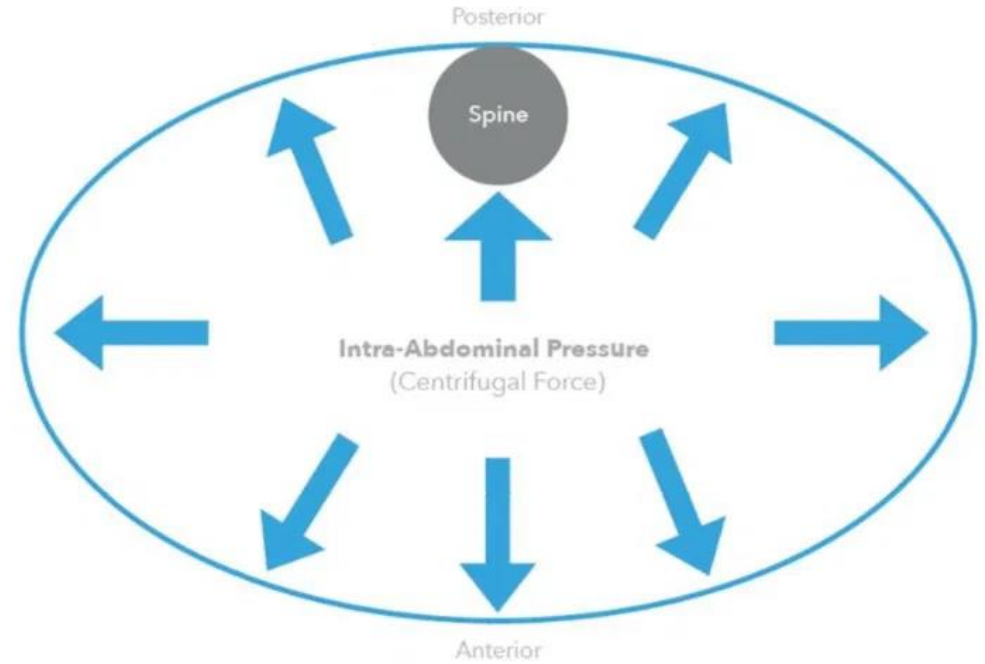 Posterior
Spine
Intra-Abdominal Pressure
(Centrifugal Force)
Anterior